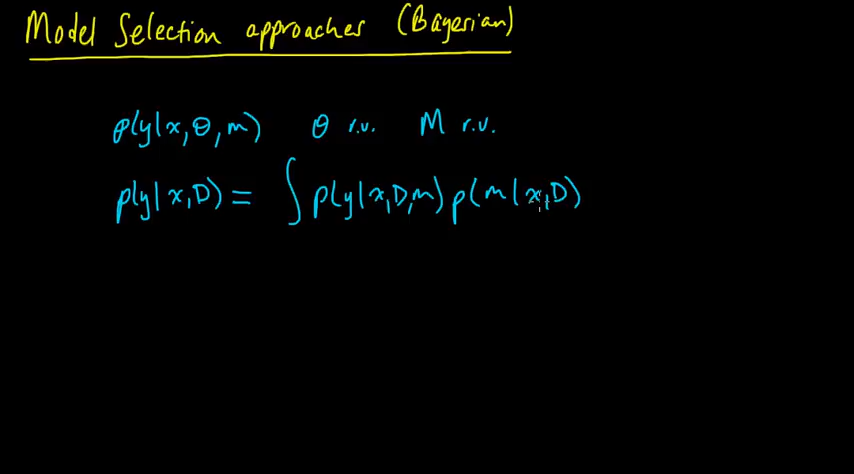 Model Selection approaches (Bayesian)
p(y|x, θ, m) θ r.v. M r.v.
p(y|x, D) = ∫ p(y|x, D, m) p(m|x, D)